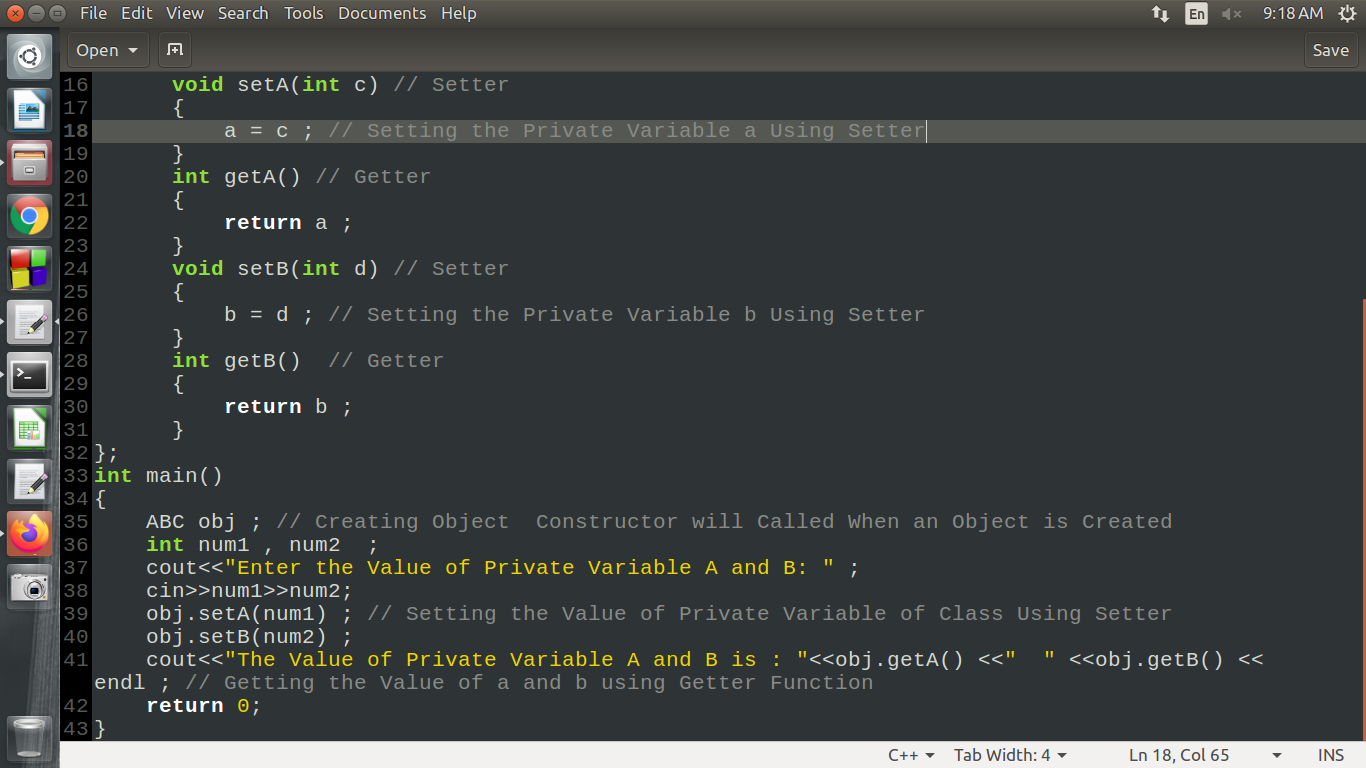 File Edit View Search Tools Documents Help En 9:18 AM
Open Save
16 void setA(int c) // Setter
17 {
18 a = c ; // Setting the Private Variable a Using Setter
19 }
20 int getA() // Getter
21 {
22 return a ;
23 }
24 void setB(int d) // Setter
25 {
26 b = d ; // Setting the Private Variable b Using Setter
27 }
28 int getB()  // Getter
29 {
30 return b ;
31 }
32 };
33 int main()
34 {
35 ABC obj ; // Creating Object  Constructor will Called When an Object is Created
36 int num1 , num2  ;
37 cout<<"Enter the Value of Private Variable A and B: " ;
38 cin>>num1>>num2;
39 obj.setA(num1) ; // Setting the Value of Private Variable of Class Using Setter
40 obj.setB(num2) ;
41 cout<<"The Value of Private Variable A and B is : "<<obj.getA() <<"  " <<obj.getB() <<
endl ; // Getting the Value of a and b using Getter Function
42 return 0;
43 }
C++ Tab Width: 4 Ln 18, Col 65 INS